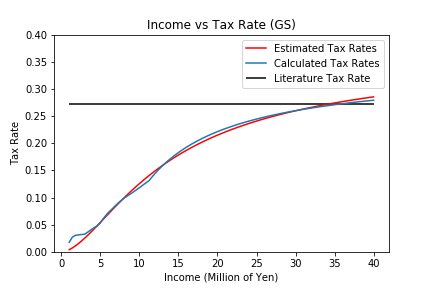 Income vs Tax Rate (GS)
0.40
0.35
0.30
0.25
0.20
0.15
0.10
0.05
0.00
Tax Rate
Estimated Tax Rates
Calculated Tax Rates
Literature Tax Rate
0 5 10 15 20 25 30 35 40
Income (Million of Yen)